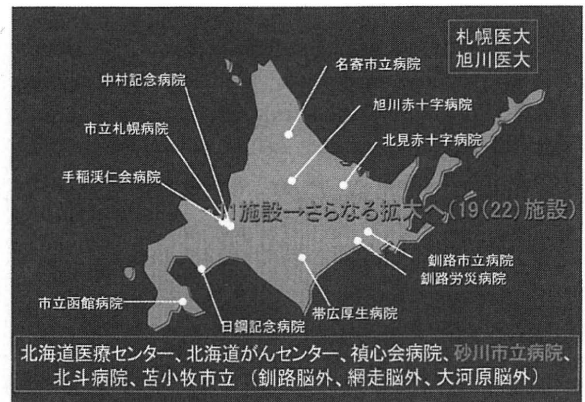 札幌医大
旭川医大
名寄市立病院
中村記念病院
旭川赤十字病院
市立札幌病院
北見赤十字病院
手稲渓仁会病院
11施設→さらなる拡大へ(19(22)施設)
釧路市立病院
釧路労災病院
市立函館病院
日鋼記念病院
帯広厚生病院
北海道医療センター、北海道がんセンター、禎心会病院、砂川市立病院、
北斗病院、苫小牧市立 (釧路脳外、網走脳外、大河原脳外)